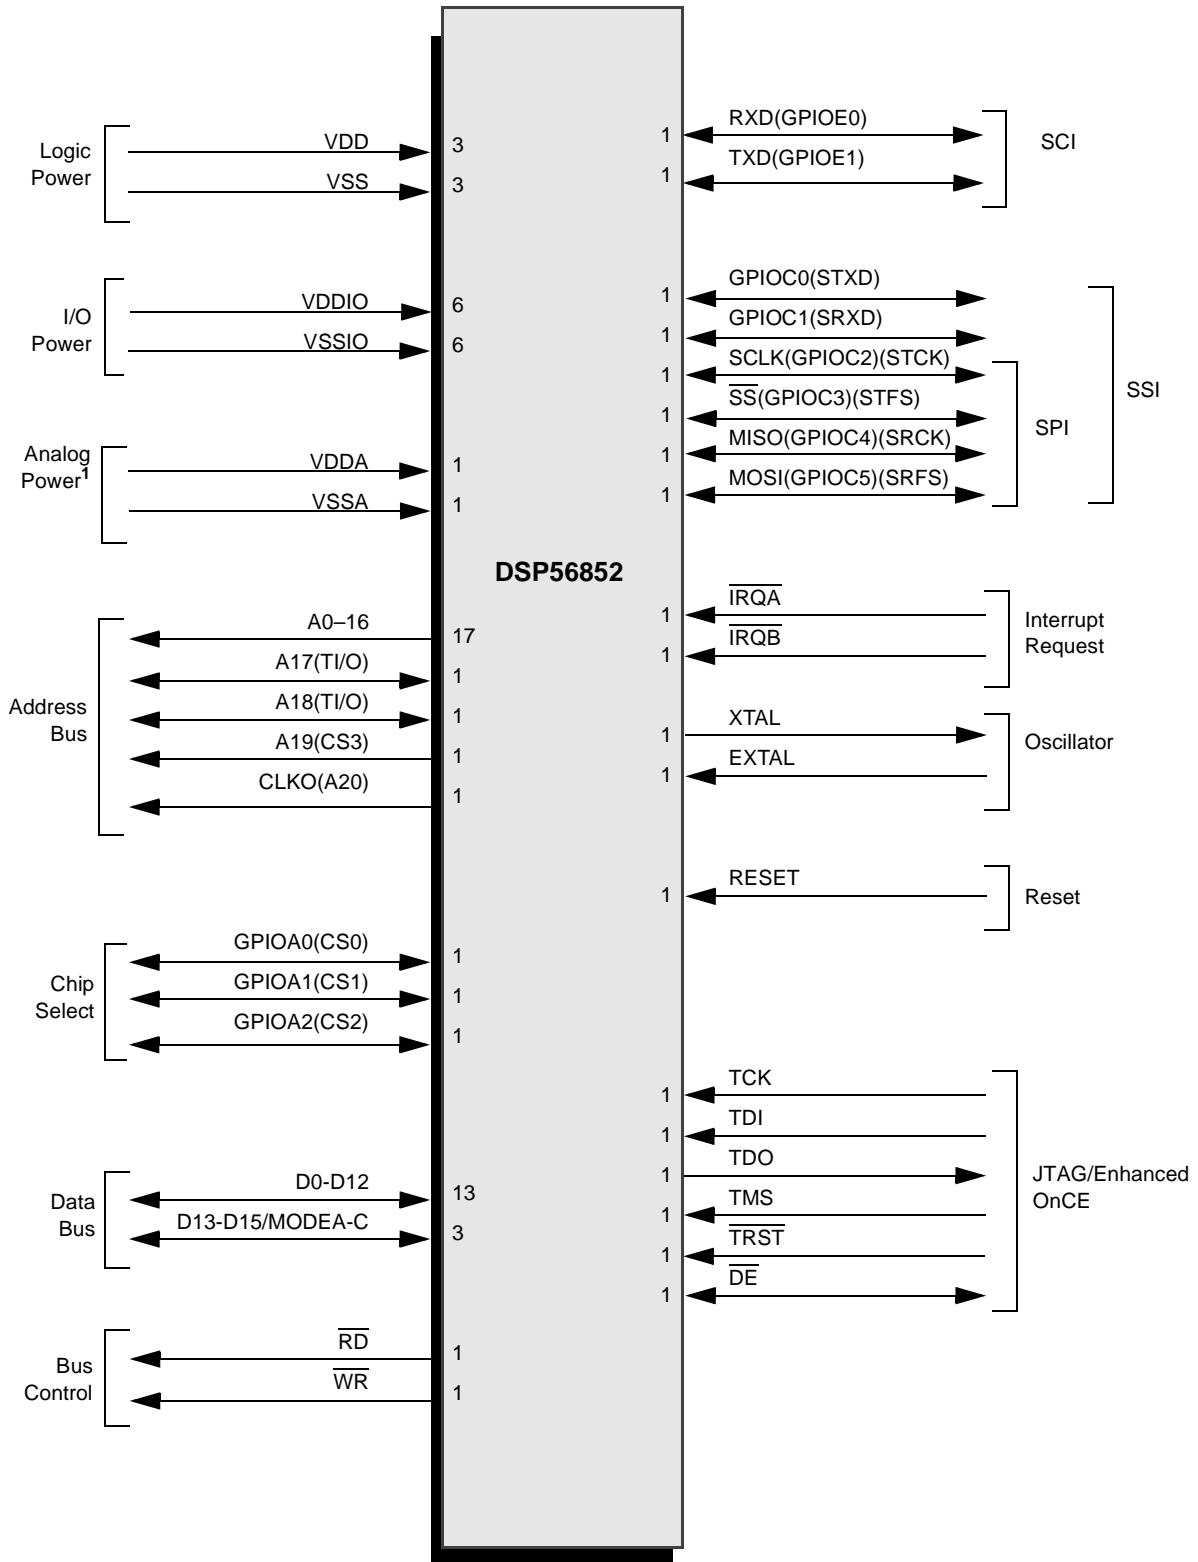 Logic
Power
VDD
3
VSS
3
I/O
Power
VDDIO
6
VSSIO
6
Analog
Power1
VDDA
1
VSSA
1
Address
Bus
A0–16
17
A17(TI/O)
1
A18(TI/O)
1
A19(CS3)
1
CLKO(A20)
1
Chip
Select
GPIOA0(CS0)
1
GPIOA1(CS1)
1
GPIOA2(CS2)
1
Data
Bus
D0-D12
13
D13-D15/MODEA-C
3
Bus
Control
RD
1
WR
1
DSP56852
1
RXD(GPIOE0)
1
TXD(GPIOE1)
SCI
1
GPIOC0(STXD)
1
GPIOC1(SRXD)
1
SCLK(GPIOC2)(STCK)
1
SS(GPIOC3)(STFS)
1
MISO(GPIOC4)(SRCK)
1
MOSI(GPIOC5)(SRFS)
SPI
SSI
1
IRQA
1
IRQB
Interrupt
Request
1
XTAL
1
EXTAL
Oscillator
1
RESET
Reset
1
TCK
1
TDI
1
TDO
1
TMS
1
TRST
1
DE
JTAG/Enhanced
OnCE